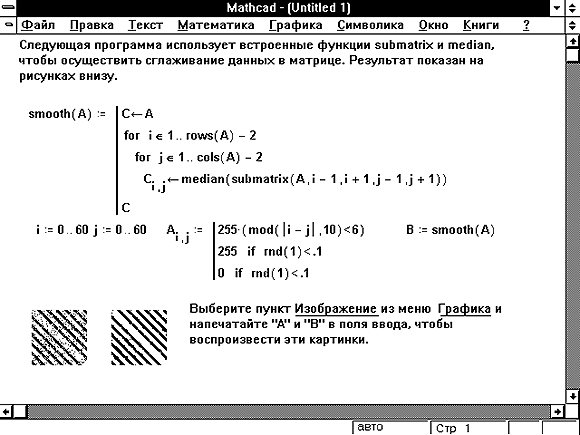 Mathcad - (Untitled 1)
Файл Правка Текст Математика Графика Символика Окно Книги ?
Следующая программа использует встроенные функции submatrix и median,
чтобы осуществить сглаживание данных в матрице. Результат показан на
рисунках внизу.
smooth(A) := C←A
for i ∈ 1 .. rows(A) − 2
for j ∈ 1 .. cols(A) − 2
C i , j ←median(submatrix(A , i − 1 , i + 1 , j − 1 , j + 1))
C
i := 0 .. 60 j := 0 .. 60 A i , j := 255·(mod(|i − j| , 10)<6) B := smooth(A)
255 if rnd(1)<.1
0 if rnd(1)<.1
Выберите пункт Изображение из меню Графика и
напечатайте "A" и "B" в поля ввода, чтобы
воспроизвести эти картинки.
авто Стр 1